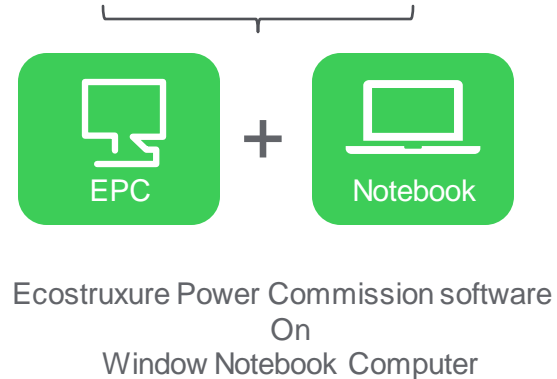 EPC
Notebook
Ecostruxure Power Commission software
On
Window Notebook Computer